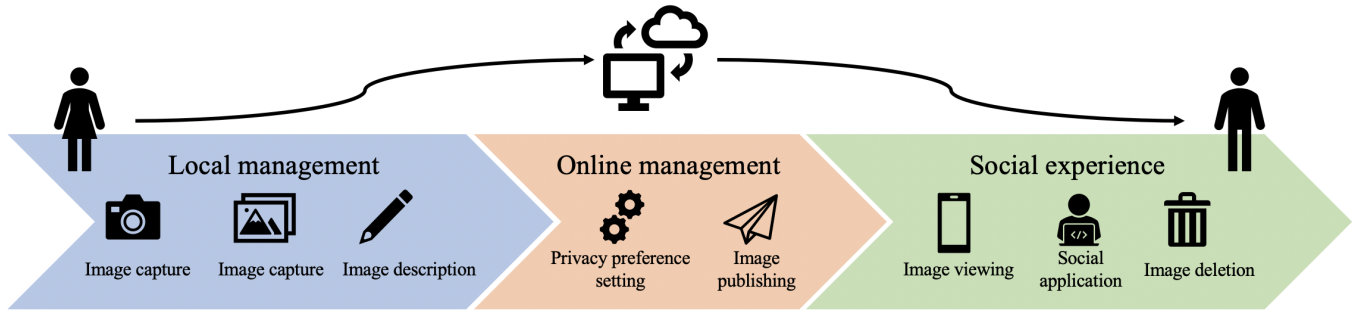 Local management
Image capture
Image capture
Image description
Online management
Privacy preference
setting
Image
publishing
Social experience
Image viewing
</>
Social
application
Image deletion